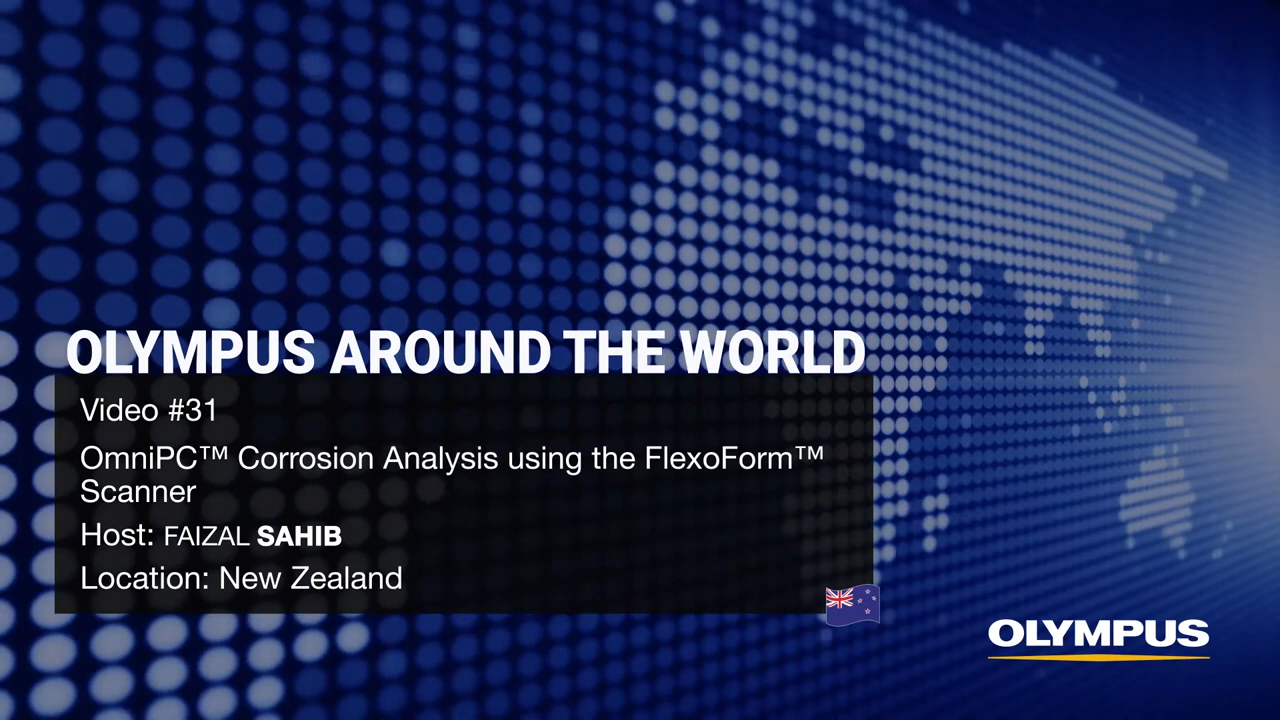 OLYMPUS AROUND THE WORLD
Video #31
OmniPC™ Corrosion Analysis using the FlexoForm™
Scanner
Host: FAIZAL SAHIB
Location: New Zealand
OLYMPUS